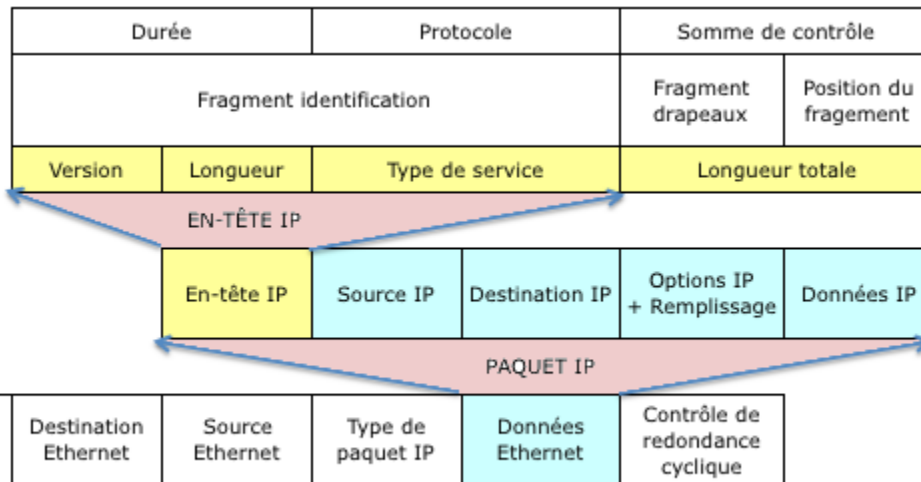 Durée Protocole Somme de contrôle
Fragment identification
Fragment
drapeaux
Position du
fragement
Version Longueur Type de service Longueur totale
EN-TÊTE IP
En-tête IP Source IP Destination IP
Options IP
+ Remplissage
Données IP
PAQUET IP
Destination
Ethernet
Source
Ethernet
Type de
paquet IP
Données
Ethernet
Contrôle de
redondance
cyclique